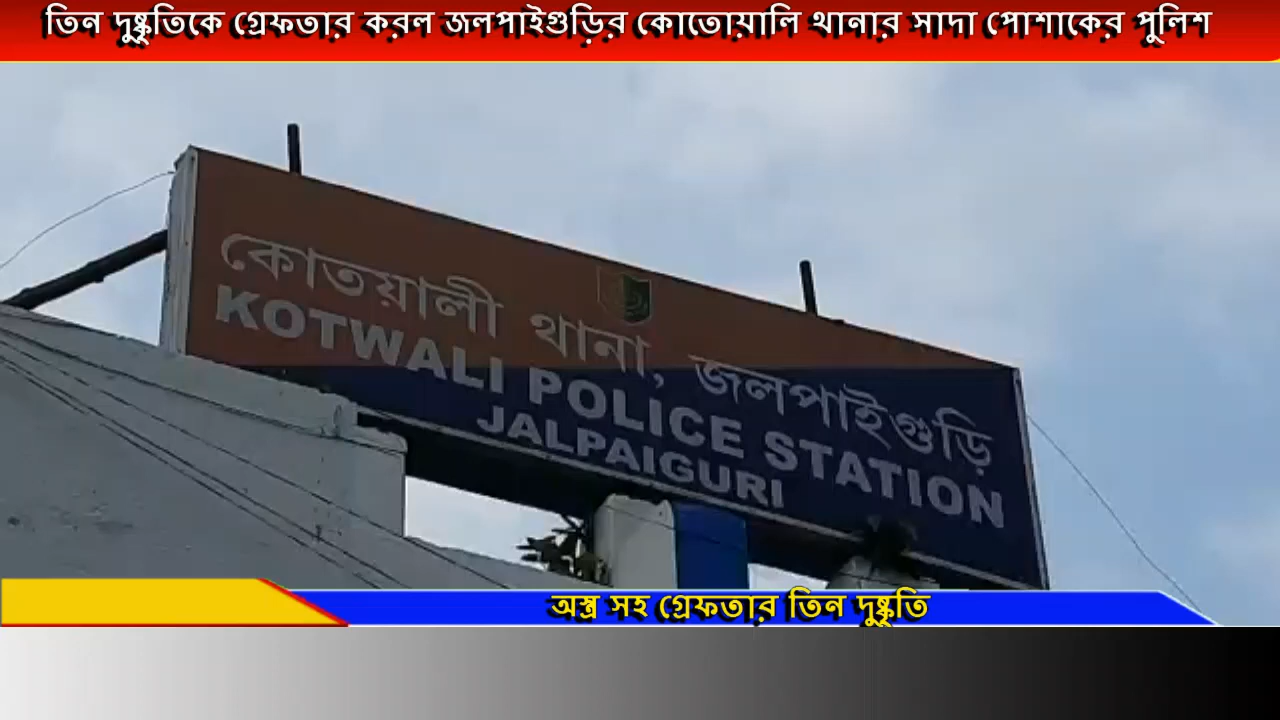 তিন দুষ্কৃতিকে গ্রেফতার করল জলপাইগুড়ির কোতোয়ালি থানার সাদা পোশাকের পুলিশ
কোতয়ালী থানা, জলপাইগুড়ি
KOTWALI POLICE STATION
JALPAIGURI
অস্ত্র সহ গ্রেফতার তিন দুষ্কৃতি